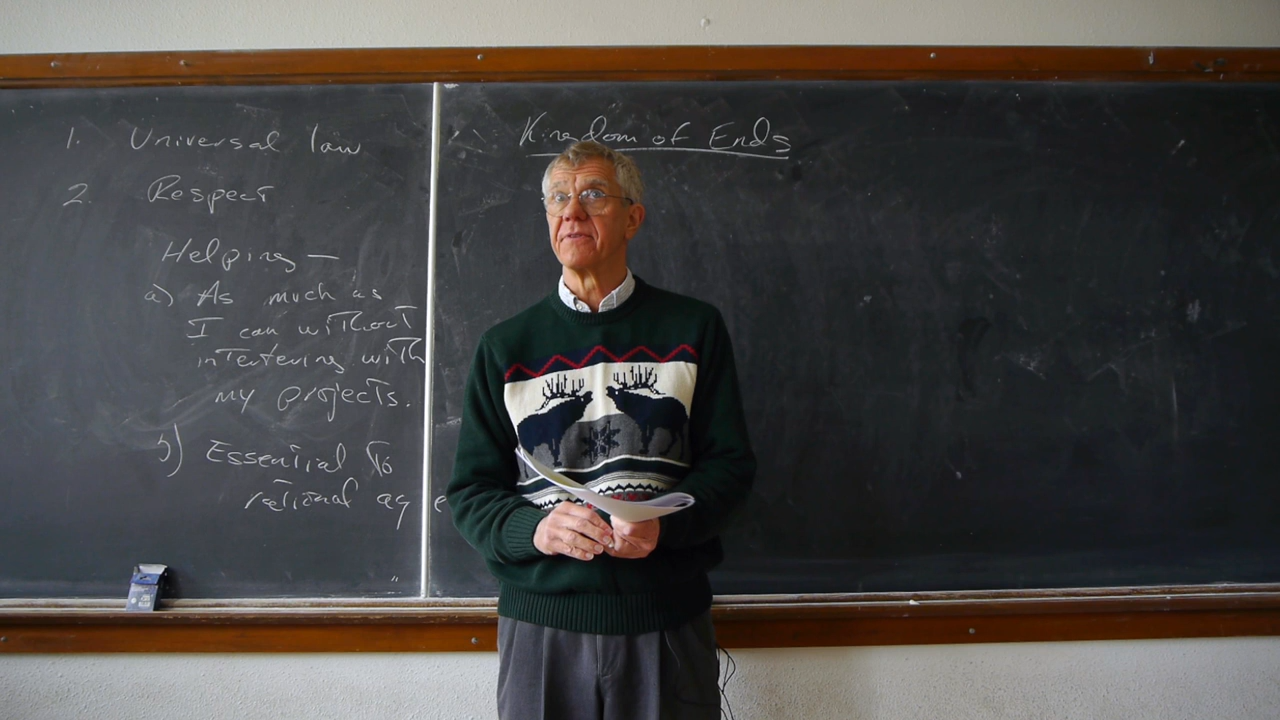 1. Universal law
2. Respect
Helping —
a) As much as
I can without
interfering with
my projects.
b) Essential to
rational age
Kingdom of Ends